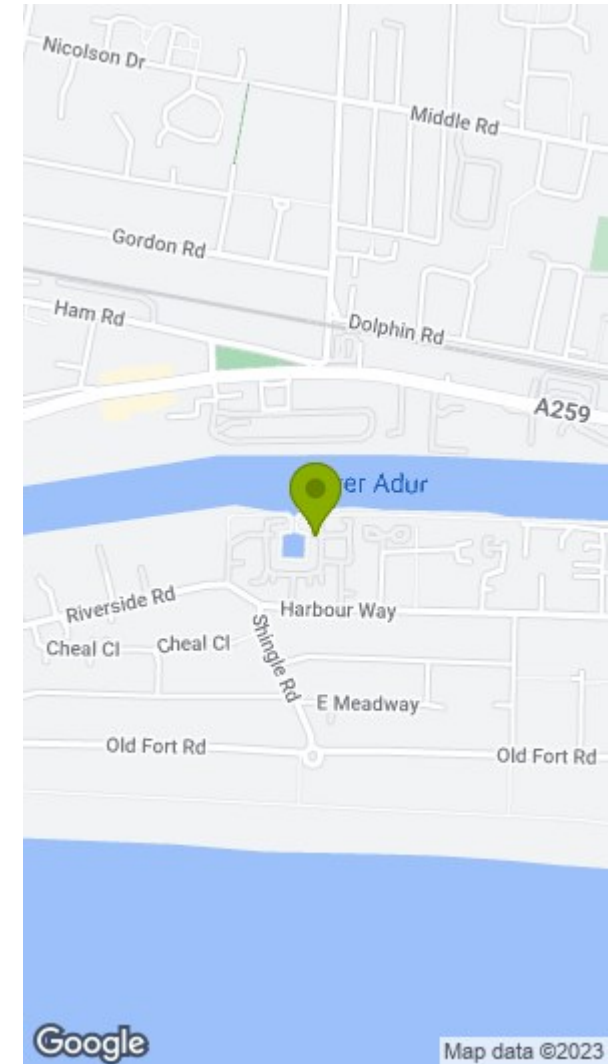 Nicolson Dr
Middle Rd
Gordon Rd
Ham Rd
Dolphin Rd
A259
Adur
Riverside Rd
Harbour Way
Cheal Cl
Cheal Cl
Shingle Rd
E Meadway
Old Fort Rd
Old Fort Rd
Google
Map data ©2023